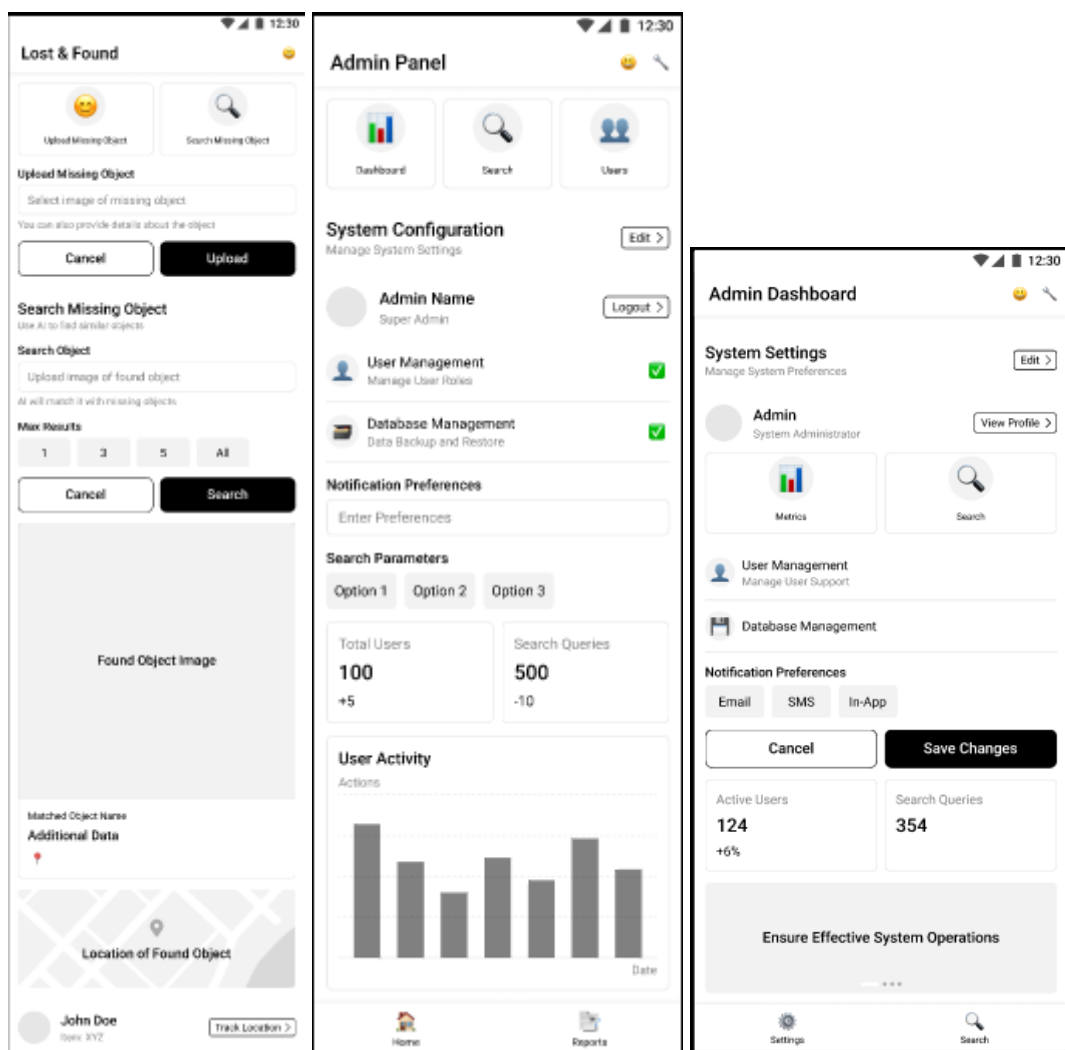 12:30
Lost & Found
Upload Missing Object
Search Missing Object
Upload Missing Object
Select image of missing object
You can also provide details about the object
Cancel
Upload
Search Missing Object
Use AI to find similar objects
Search Object
Upload image of found object
AI will match it with missing objects
Max Results
1
3
5
All
Cancel
Search
Found Object Image
Matched Object Name
Additional Data
Location of Found Object
John Doe
Item: XYZ
Track Location >
12:30
Admin Panel
Dashboard
Search
Users
System Configuration
Manage System Settings
Edit >
Admin Name
Super Admin
Logout >
User Management
Manage User Roles
Database Management
Data Backup and Restore
Notification Preferences
Enter Preferences
Search Parameters
Option 1
Option 2
Option 3
Total Users
100
+5
Search Queries
500
-10
User Activity
Actions
Date
Home
Reports
12:30
Admin Dashboard
System Settings
Manage System Preferences
Edit >
Admin
System Administrator
View Profile >
Metrics
Search
User Management
Manage User Support
Database Management
Notification Preferences
Email
SMS
In-App
Cancel
Save Changes
Active Users
124
+6%
Search Queries
354
Ensure Effective System Operations
Settings
Search